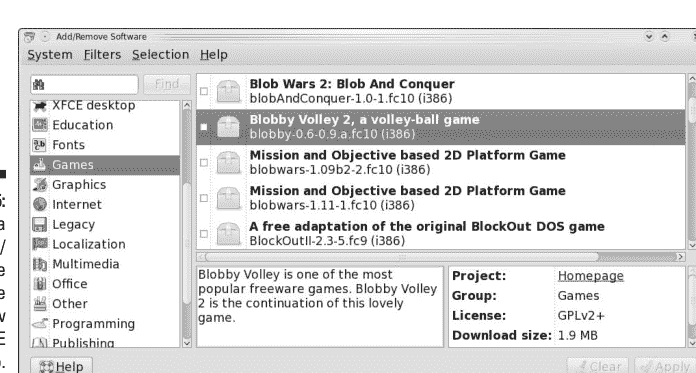 Add/Remove Software
System Filters Selection Help
Find
XFCE desktop
Education
Fonts
Games
Graphics
Internet
Legacy
Localization
Multimedia
Office
Other
Programming
Publishing
Blob Wars 2: Blob And Conquer
blobAndConquer-1.0-1.fc10 (i386)
Blobby Volley 2, a volley-ball game
blobby-0.6-0.9.a.fc10 (i386)
Mission and Objective based 2D Platform Game
blobwars-1.09b2-2.fc10 (i386)
Mission and Objective based 2D Platform Game
blobwars-1.11-1.fc10 (i386)
A free adaptation of the original BlockOut DOS game
BlockOutII-2.3-5.fc9 (i386)
Blobby Volley is one of the most
popular freeware games. Blobby Volley
2 is the continuation of this lovely
game.
Project: Homepage
Group: Games
License: GPLv2+
Download size: 1.9 MB
Help
Clear Apply